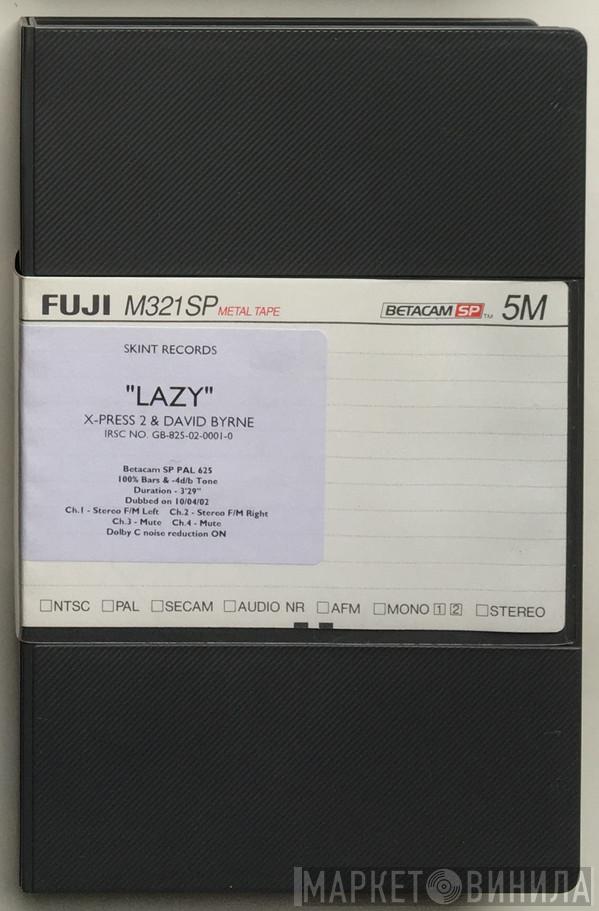 FUJI M321SP METAL TAPE BETACAM SP TM 5M
SKINT RECORDS
"LAZY"
X-PRESS 2 & DAVID BYRNE
IRSC NO. GB-825-02-0001-0
Betacam SP PAL 625
100% Bars & -4d/b Tone
Duration - 3'29"
Dubbed on 10/04/02
Ch.1 - Stereo F/M Left Ch.2 - Stereo F/M Right
Ch.3 - Mute Ch.4 - Mute
Dolby C noise reduction ON
□NTSC □PAL □SECAM □AUDIO NR □AFM □MONO 1 2 □STEREO
МАРКЕТ ВИНИЛА